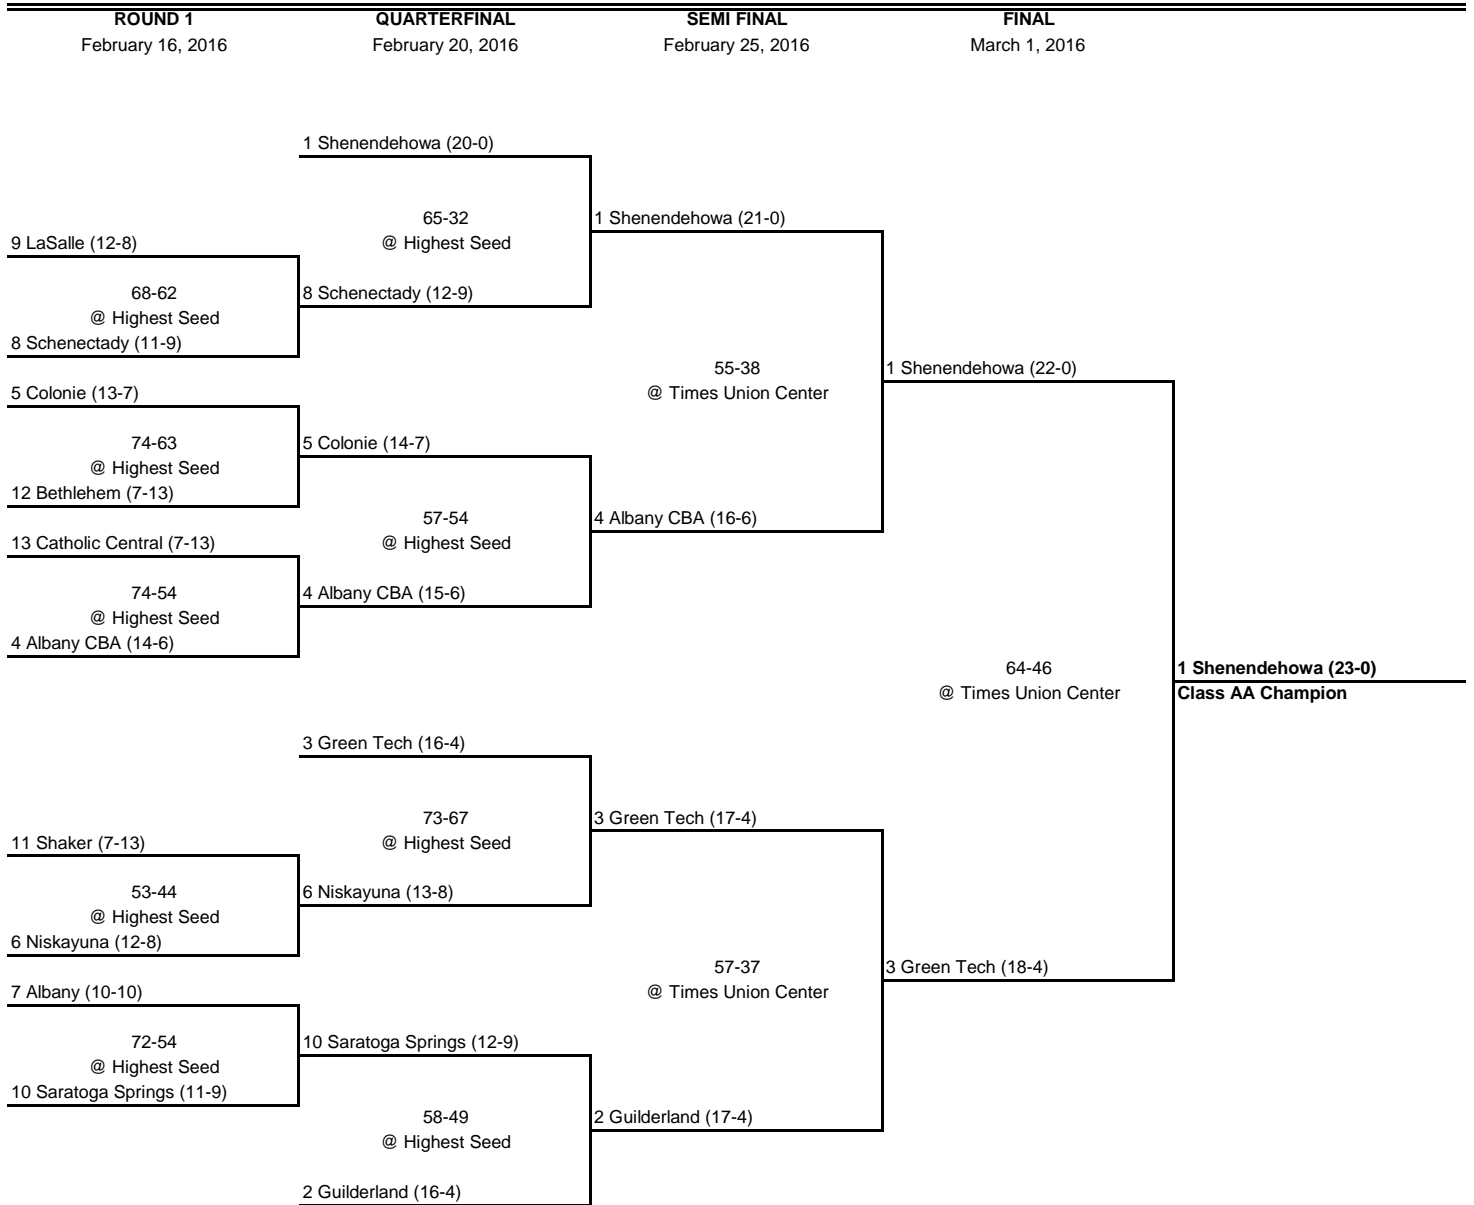 ROUND 1
February 16, 2016
QUARTERFINAL
February 20, 2016
SEMI FINAL
February 25, 2016
FINAL
March 1, 2016
1 Shenendehowa (20-0)
65-32
@ Highest Seed
1 Shenendehowa (21-0)
9 LaSalle (12-8)
68-62
@ Highest Seed
8 Schenectady (12-9)
8 Schenectady (11-9)
55-38
@ Times Union Center
1 Shenendehowa (22-0)
5 Colonie (13-7)
74-63
@ Highest Seed
5 Colonie (14-7)
12 Bethlehem (7-13)
57-54
@ Highest Seed
4 Albany CBA (16-6)
13 Catholic Central (7-13)
74-54
@ Highest Seed
4 Albany CBA (15-6)
4 Albany CBA (14-6)
64-46
@ Times Union Center
1 Shenendehowa (23-0)
Class AA Champion
3 Green Tech (16-4)
73-67
@ Highest Seed
3 Green Tech (17-4)
11 Shaker (7-13)
53-44
@ Highest Seed
6 Niskayuna (13-8)
6 Niskayuna (12-8)
57-37
@ Times Union Center
3 Green Tech (18-4)
7 Albany (10-10)
72-54
@ Highest Seed
10 Saratoga Springs (12-9)
10 Saratoga Springs (11-9)
58-49
@ Highest Seed
2 Guilderland (17-4)
2 Guilderland (16-4)